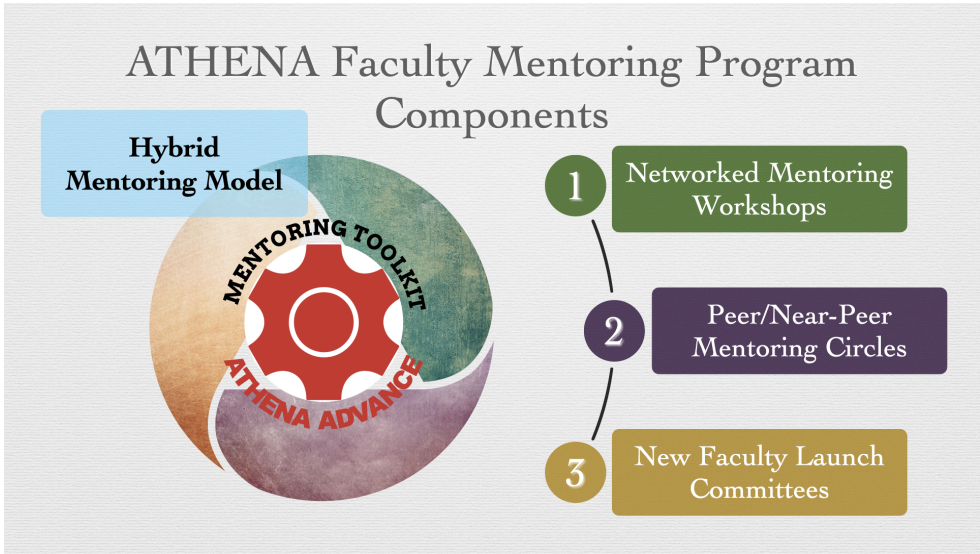 ATHENA Faculty Mentoring Program
Components
Hybrid
Mentoring Model
MENTORING TOOLKIT
ATHENA ADVANCE
1
Networked Mentoring
Workshops
2
Peer/Near-Peer
Mentoring Circles
3
New Faculty Launch
Committees